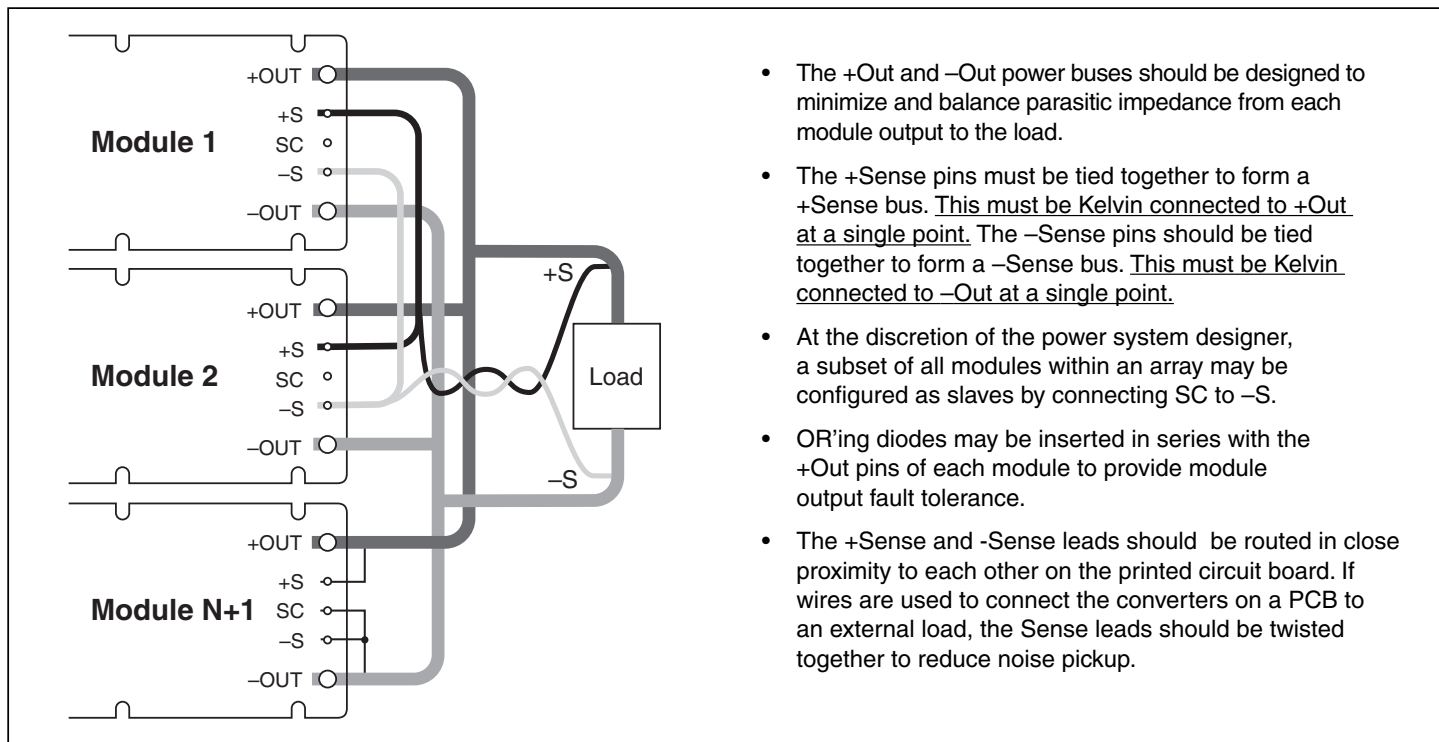 +OUT
+S
Module 1
SC
–S
–OUT
+OUT
+S
Module 2
SC
–S
–OUT
+OUT
+S
Module N+1
SC
–S
–OUT
+S
Load
–S
• The +Out and –Out power buses should be designed to
minimize and balance parasitic impedance from each
module output to the load.
• The +Sense pins must be tied together to form a
+Sense bus. This must be Kelvin connected to +Out
at a single point. The –Sense pins should be tied
together to form a –Sense bus. This must be Kelvin
connected to –Out at a single point.
• At the discretion of the power system designer,
a subset of all modules within an array may be
configured as slaves by connecting SC to –S.
• OR'ing diodes may be inserted in series with the
+Out pins of each module to provide module
output fault tolerance.
• The +Sense and -Sense leads should  be routed in close
proximity to each other on the printed circuit board. If
wires are used to connect the converters on a PCB to
an external load, the Sense leads should be twisted
together to reduce noise pickup.